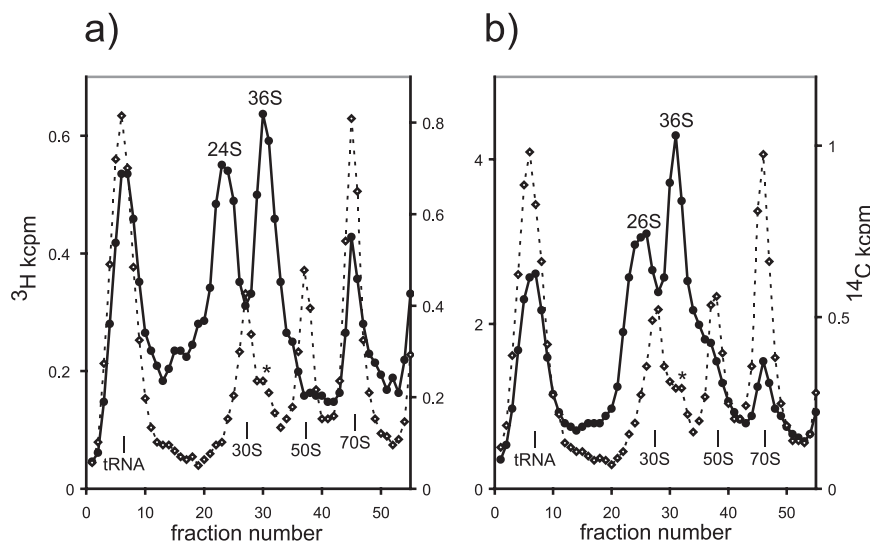 a)
b)
36S
24S
36S
26S
0.6
0.4
0.2
0
0.8
0.6
0.4
0.2
0
4
2
0
1
0.5
0
³H kcpm
¹⁴C kcpm
*
*
tRNA
30S
50S
70S
tRNA
30S
50S
70S
0 10 20 30 40 50
0 10 20 30 40 50
fraction number
fraction number